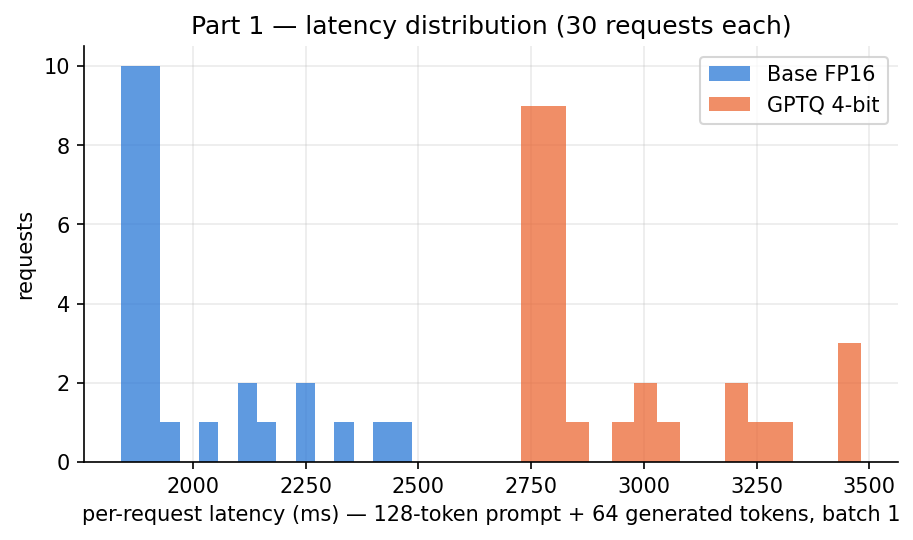 Part 1 — latency distribution (30 requests each)
Base FP16
GPTQ 4-bit
requests
10
8
6
4
2
0
2000 2250 2500 2750 3000 3250 3500
per-request latency (ms) — 128-token prompt + 64 generated tokens, batch 1